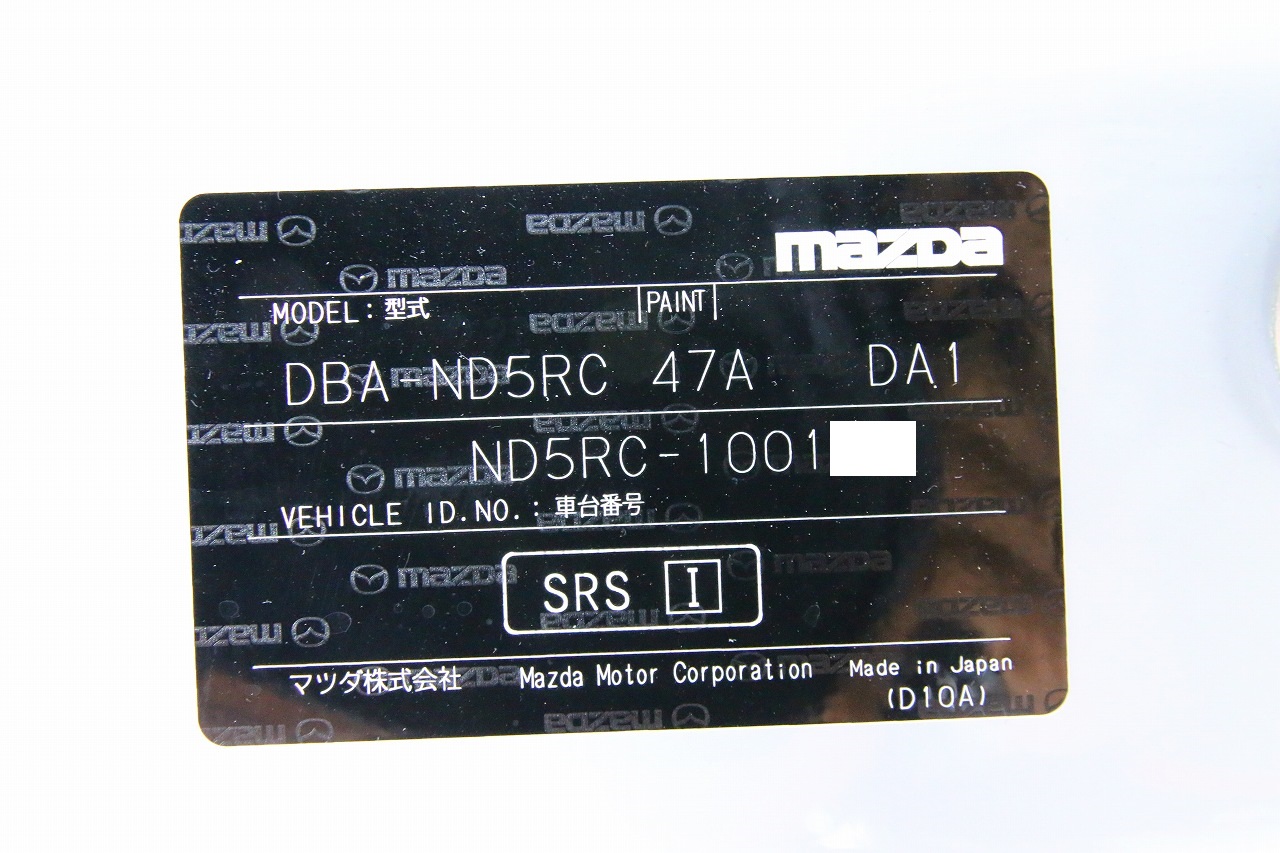 mazda
MODEL：型式 PAINT
DBA-ND5RC 47A DA1
ND5RC-1001
VEHICLE ID.NO.：車台番号
SRS I
マツダ株式会社 Mazda Motor Corporation Made in Japan
(D10A)